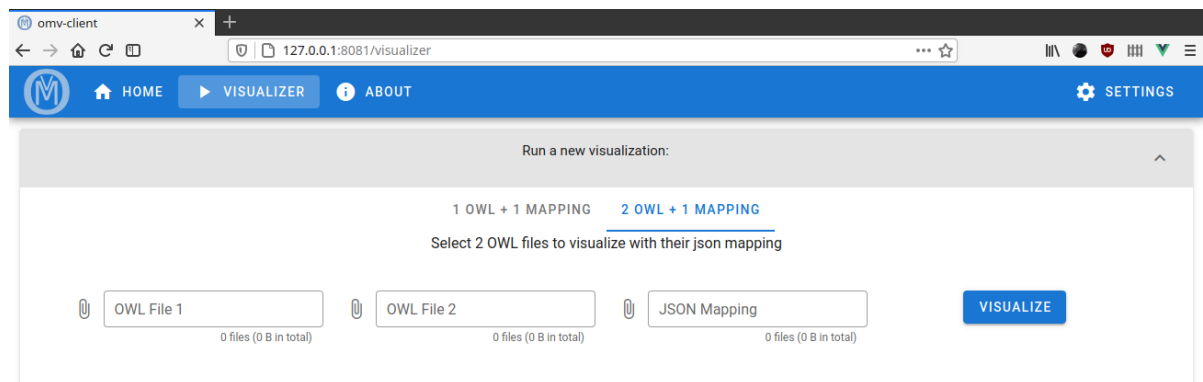 omv-client
127.0.0.1:8081/visualizer
HOME VISUALIZER ABOUT SETTINGS
Run a new visualization:
1 OWL + 1 MAPPING 2 OWL + 1 MAPPING
Select 2 OWL files to visualize with their json mapping
OWL File 1 OWL File 2 JSON Mapping VISUALIZE
0 files (0 B in total) 0 files (0 B in total) 0 files (0 B in total)